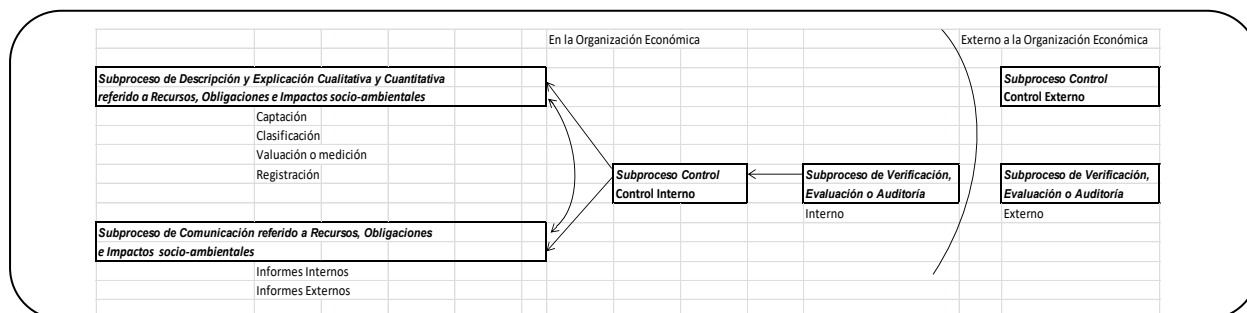 En la Organización Económica
Externo a la Organización Económica
Subproceso de Descripción y Explicación Cualitativa y Cuantitativa
referido a Recursos, Obligaciones e Impactos socio-ambientales
Subproceso Control
Control Externo
Captación
Clasificación
Valuación o medición
Registración
Subproceso Control
Control Interno
Subproceso de Verificación,
Evaluación o Auditoría
Interno
Subproceso de Verificación,
Evaluación o Auditoría
Externo
Subproceso de Comunicación referido a Recursos, Obligaciones
e Impactos socio-ambientales
Informes Internos
Informes Externos